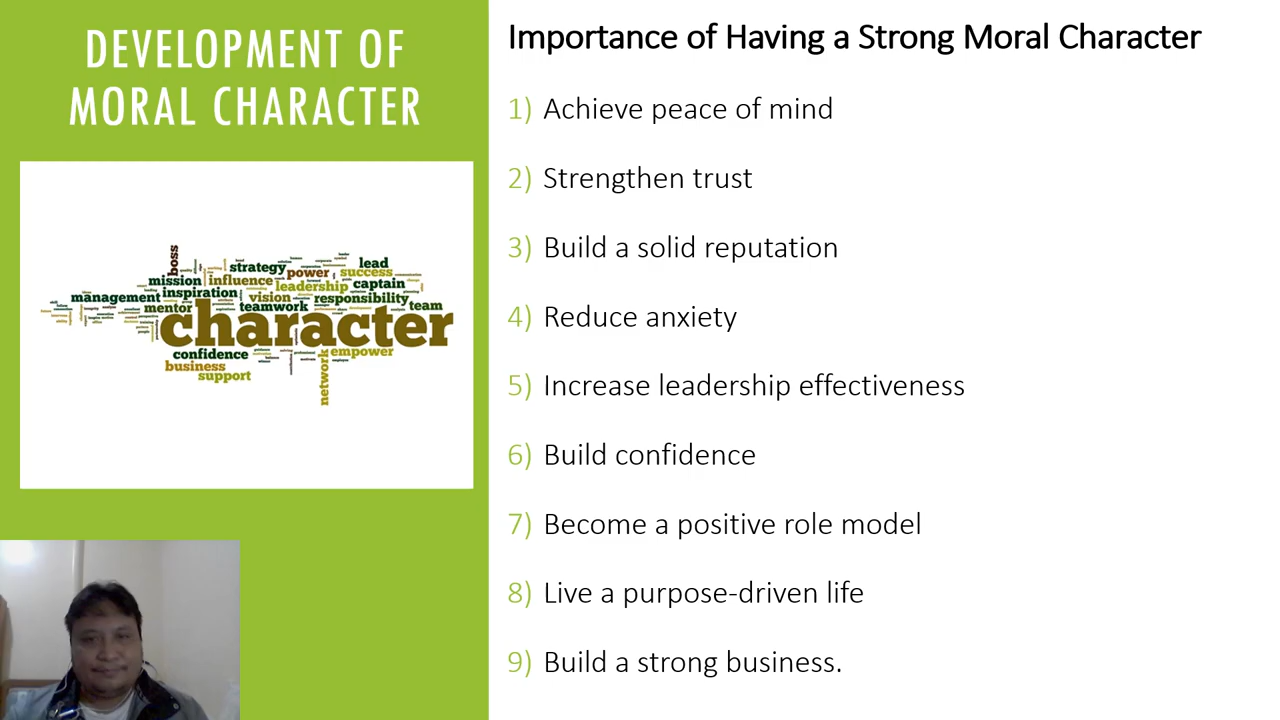 DEVELOPMENT OF
MORAL CHARACTER
boss
lead
strategy
power
success
mission
influence
leadership
captain
inspiration
management
vision
responsibility
mentor
teamwork
team
character
confidence
empower
business
support
network
Importance of Having a Strong Moral Character
1) Achieve peace of mind
2) Strengthen trust
3) Build a solid reputation
4) Reduce anxiety
5) Increase leadership effectiveness
6) Build confidence
7) Become a positive role model
8) Live a purpose-driven life
9) Build a strong business.